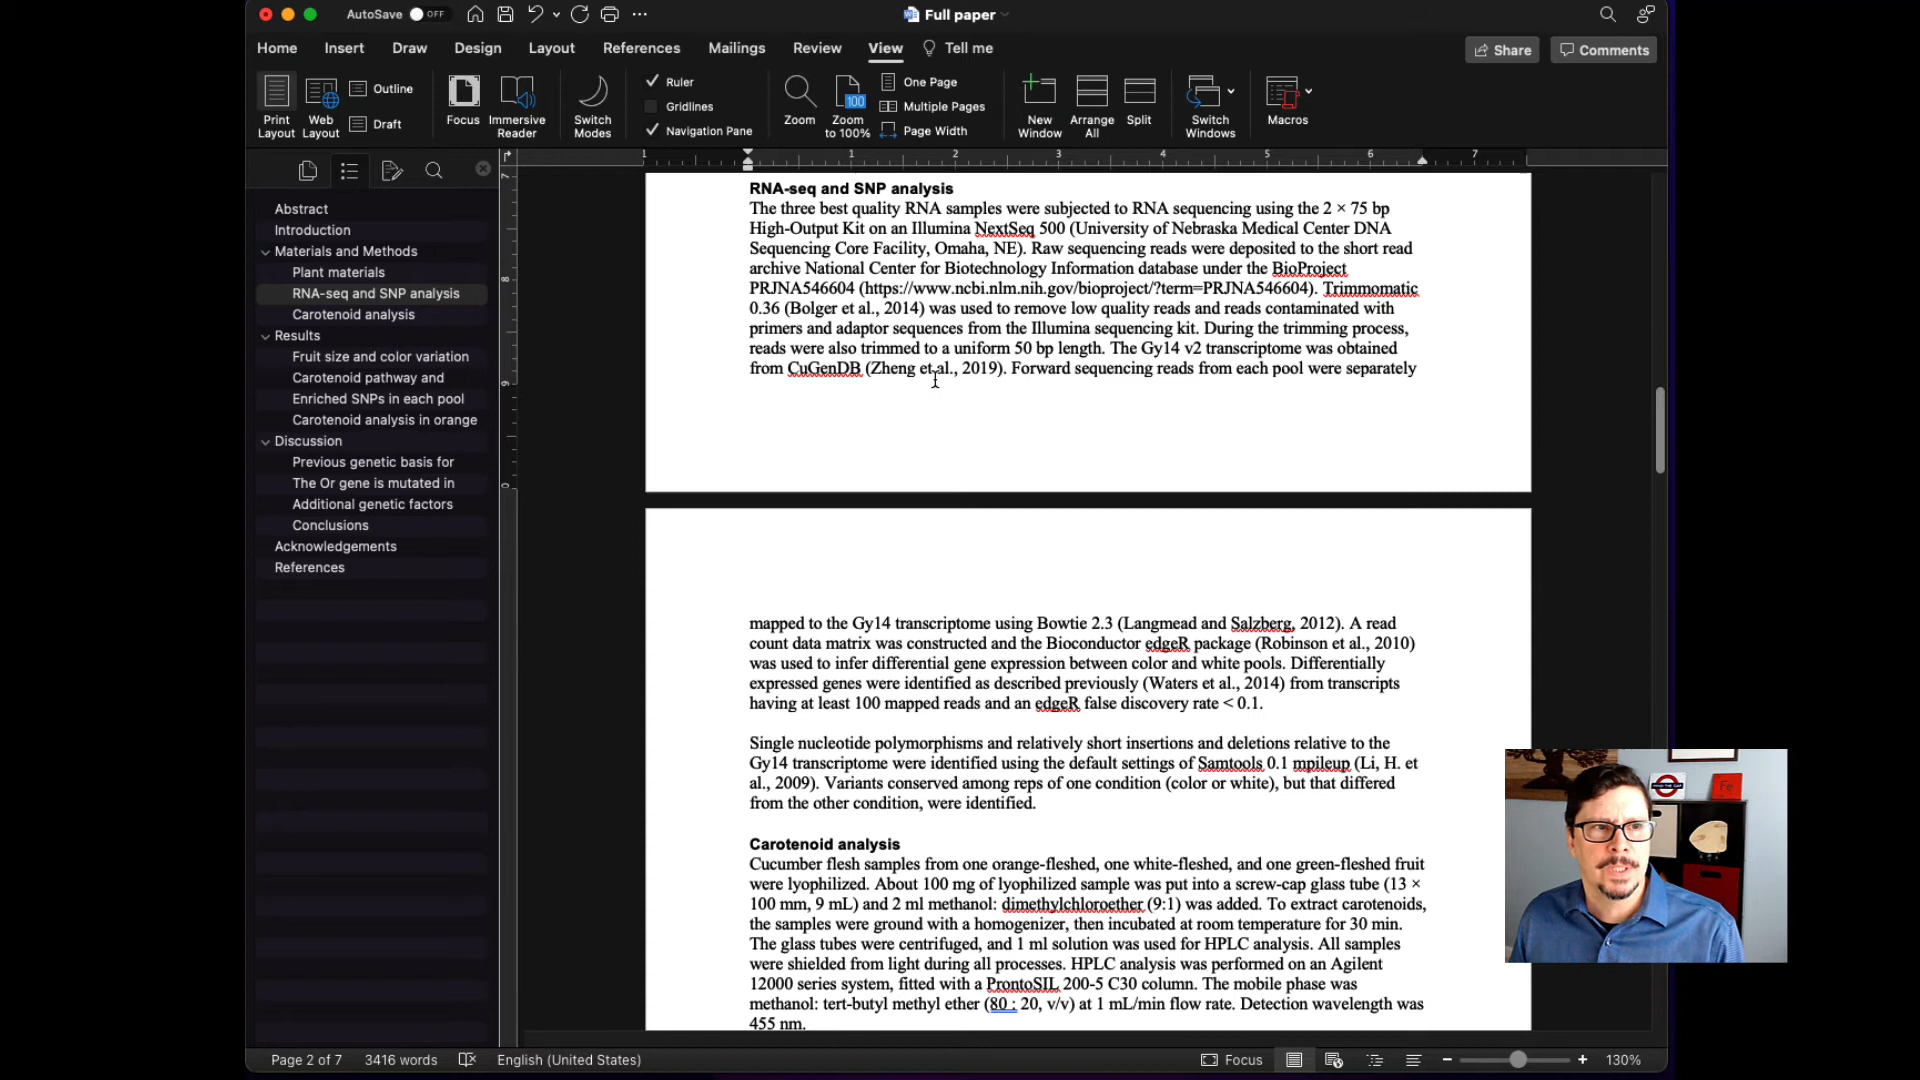 AutoSave OFF Full paper
Home Insert Draw Design Layout References Mailings Review View Tell me Share Comments
Print Layout
Web Layout
Outline
Draft
Focus
Immersive Reader
Switch Modes
Ruler
Gridlines
Navigation Pane
Zoom
100
Zoom to 100%
One Page
Multiple Pages
Page Width
New Window
Arrange All
Split
Switch Windows
Macros
1 1 2 3 4 5 6 7
Abstract
Introduction
Materials and Methods
Plant materials
RNA-seq and SNP analysis
Carotenoid analysis
Results
Fruit size and color variation
Carotenoid pathway and
Enriched SNPs in each pool
Carotenoid analysis in orange
Discussion
Previous genetic basis for
The Or gene is mutated in
Additional genetic factors
Conclusions
Acknowledgements
References
7
8
9
0
RNA-seq and SNP analysis
The three best quality RNA samples were subjected to RNA sequencing using the 2 × 75 bp
High-Output Kit on an Illumina NextSeq 500 (University of Nebraska Medical Center DNA
Sequencing Core Facility, Omaha, NE). Raw sequencing reads were deposited to the short read
archive National Center for Biotechnology Information database under the BioProject
PRJNA546604 (https://www.ncbi.nlm.nih.gov/bioproject/?term=PRJNA546604). Trimmomatic
0.36 (Bolger et al., 2014) was used to remove low quality reads and reads contaminated with
primers and adaptor sequences from the Illumina sequencing kit. During the trimming process,
reads were also trimmed to a uniform 50 bp length. The Gy14 v2 transcriptome was obtained
from CuGenDB (Zheng et al., 2019). Forward sequencing reads from each pool were separately
mapped to the Gy14 transcriptome using Bowtie 2.3 (Langmead and Salzberg, 2012). A read
count data matrix was constructed and the Bioconductor edgeR package (Robinson et al., 2010)
was used to infer differential gene expression between color and white pools. Differentially
expressed genes were identified as described previously (Waters et al., 2014) from transcripts
having at least 100 mapped reads and an edgeR false discovery rate < 0.1.
Single nucleotide polymorphisms and relatively short insertions and deletions relative to the
Gy14 transcriptome were identified using the default settings of Samtools 0.1 mpileup (Li, H. et
al., 2009). Variants conserved among reps of one condition (color or white), but that differed
from the other condition, were identified.
Carotenoid analysis
Cucumber flesh samples from one orange-fleshed, one white-fleshed, and one green-fleshed fruit
were lyophilized. About 100 mg of lyophilized sample was put into a screw-cap glass tube (13 ×
100 mm, 9 mL) and 2 ml methanol: dimethylchloroether (9:1) was added. To extract carotenoids,
the samples were ground with a homogenizer, then incubated at room temperature for 30 min.
The glass tubes were centrifuged, and 1 ml solution was used for HPLC analysis. All samples
were shielded from light during all processes. HPLC analysis was performed on an Agilent
12000 series system, fitted with a ProntoSIL 200-5 C30 column. The mobile phase was
methanol: tert-butyl methyl ether (80 : 20, v/v) at 1 mL/min flow rate. Detection wavelength was
455 nm.
MIND THE GAP
Fe
Page 2 of 7 3416 words English (United States) Focus 130%